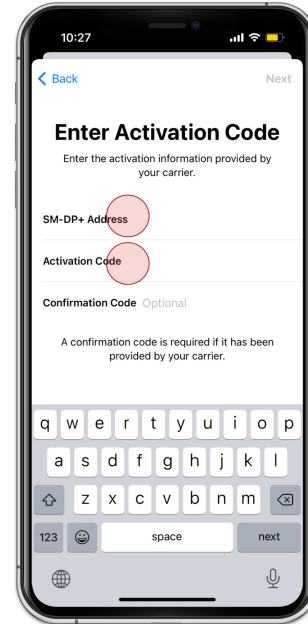 10:27
Back
Next
Enter Activation Code
Enter the activation information provided by
your carrier.
SM-DP+ Address
Activation Code
Confirmation Code Optional
A confirmation code is required if it has been
provided by your carrier.
q w e r t y u i o p
a s d f g h j k l
z x c v b n m
123 space next